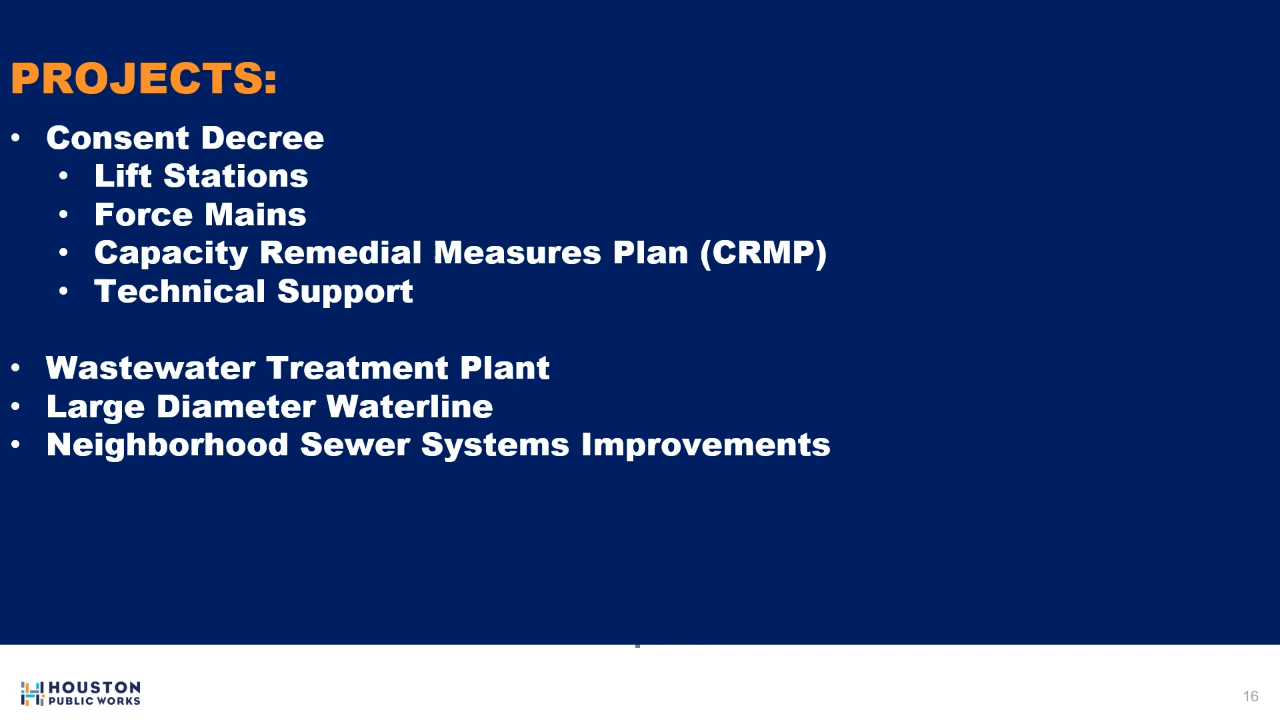 PROJECTS:
• Consent Decree
• Lift Stations
• Force Mains
• Capacity Remedial Measures Plan (CRMP)
• Technical Support
• Wastewater Treatment Plant
• Large Diameter Waterline
• Neighborhood Sewer Systems Improvements
HOUSTON
PUBLIC WORKS
16